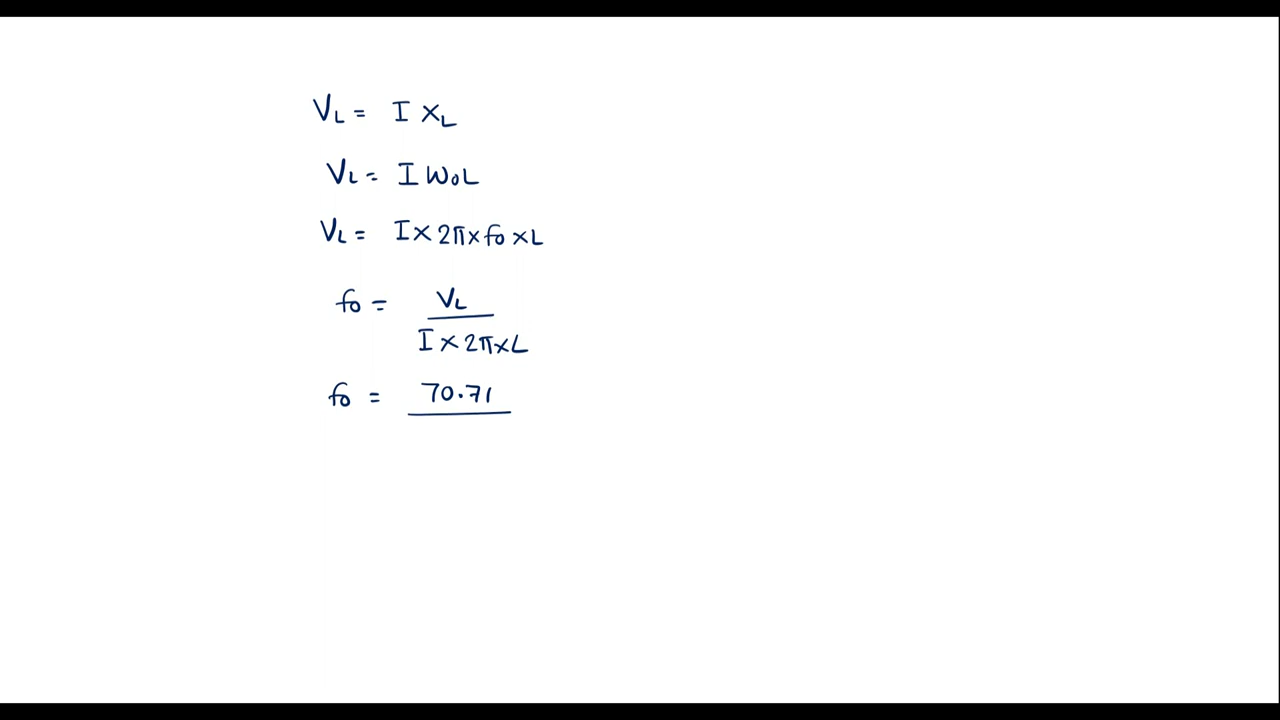 VL = I XL
VL = I W0L
VL = I × 2π × f0 × L
f0 = VL
I × 2π × L
f0 = 70.71